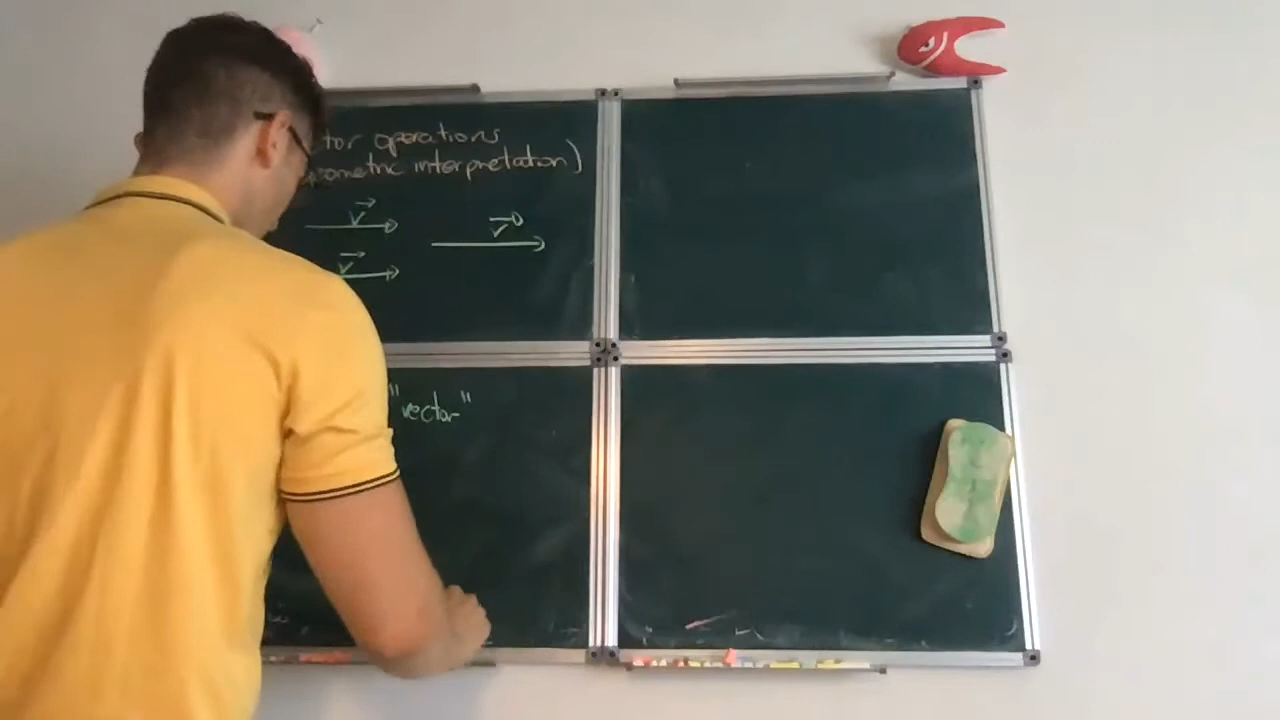 tor operations
ometric interpretation)
v
v
v
"vector"